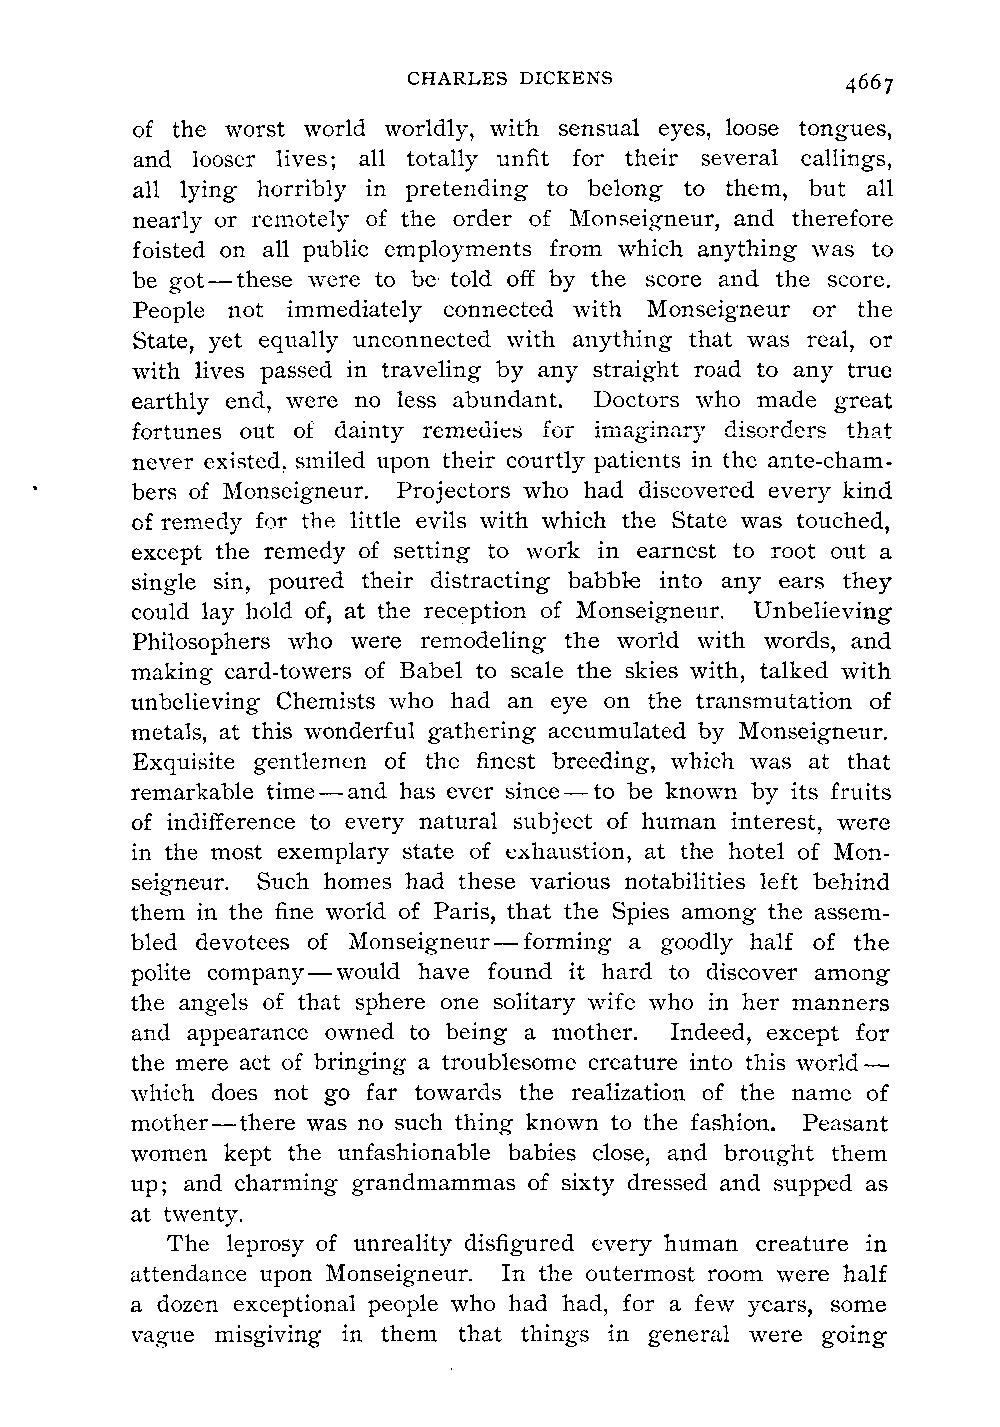 CHARLES DICKENS 4667
of the worst world worldly, with sensual eyes, loose tongues,
and looser lives; all totally unfit for their several callings,
all lying horribly in pretending to belong to them, but all
nearly or remotely of the order of Monseigneur, and therefore
foisted on all public employments from which anything was to
be got—these were to be told off by the score and the score.
People not immediately connected with Monseigneur or the
State, yet equally unconnected with anything that was real, or
with lives passed in traveling by any straight road to any true
earthly end, were no less abundant. Doctors who made great
fortunes out of dainty remedies for imaginary disorders that
never existed, smiled upon their courtly patients in the ante-cham-
bers of Monseigneur. Projectors who had discovered every kind
of remedy for the little evils with which the State was touched,
except the remedy of setting to work in earnest to root out a
single sin, poured their distracting babble into any ears they
could lay hold of, at the reception of Monseigneur. Unbelieving
Philosophers who were remodeling the world with words, and
making card-towers of Babel to scale the skies with, talked with
unbelieving Chemists who had an eye on the transmutation of
metals, at this wonderful gathering accumulated by Monseigneur.
Exquisite gentlemen of the finest breeding, which was at that
remarkable time—and has ever since—to be known by its fruits
of indifference to every natural subject of human interest, were
in the most exemplary state of exhaustion, at the hotel of Mon-
seigneur. Such homes had these various notabilities left behind
them in the fine world of Paris, that the Spies among the assem-
bled devotees of Monseigneur—forming a goodly half of the
polite company—would have found it hard to discover among
the angels of that sphere one solitary wife who in her manners
and appearance owned to being a mother. Indeed, except for
the mere act of bringing a troublesome creature into this world—
which does not go far towards the realization of the name of
mother—there was no such thing known to the fashion. Peasant
women kept the unfashionable babies close, and brought them
up; and charming grandmammas of sixty dressed and supped as
at twenty.
The leprosy of unreality disfigured every human creature in
attendance upon Monseigneur. In the outermost room were half
a dozen exceptional people who had had, for a few years, some
vague misgiving in them that things in general were going